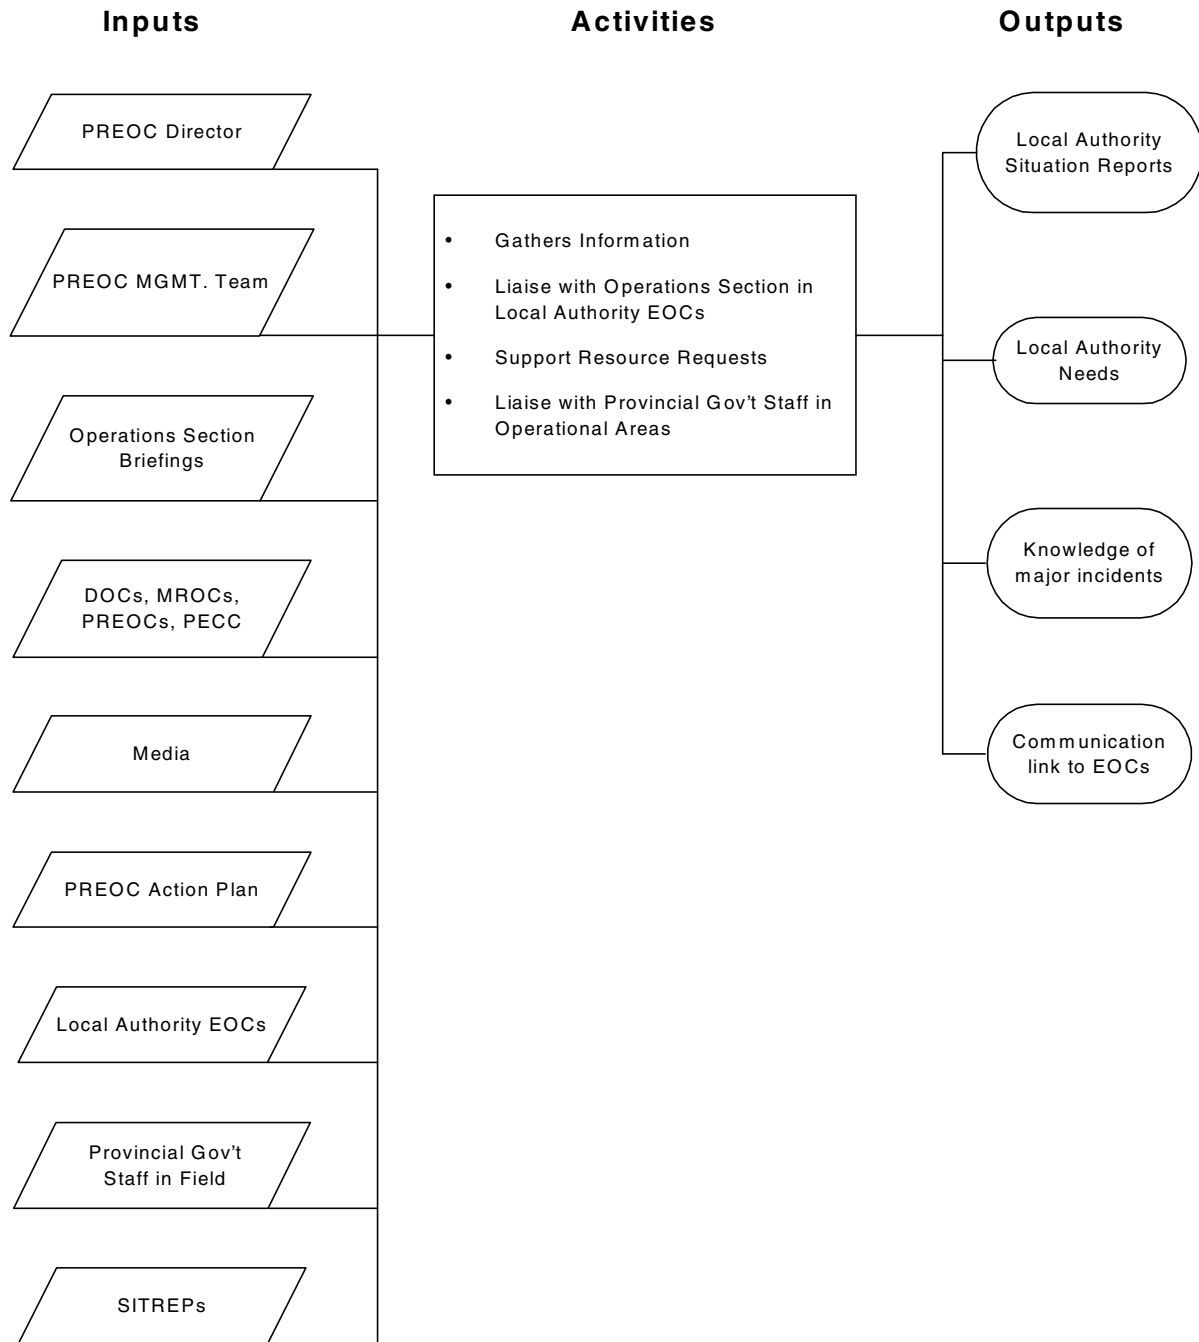 Inputs
Activities
Outputs
PREOC Director
PREOC MGMT. Team
Operations Section
Briefings
DOCs, MROCs,
PREOCs, PECC
Media
PREOC Action Plan
Local Authority EOCs
Provincial Gov’t
Staff in Field
SITREPs
• Gathers Information
• Liaise with Operations Section in
Local Authority EOCs
• Support Resource Requests
• Liaise with Provincial Gov’t Staff in
Operational Areas
Local Authority
Situation Reports
Local Authority
Needs
Knowledge of
major incidents
Communication
link to EOCs